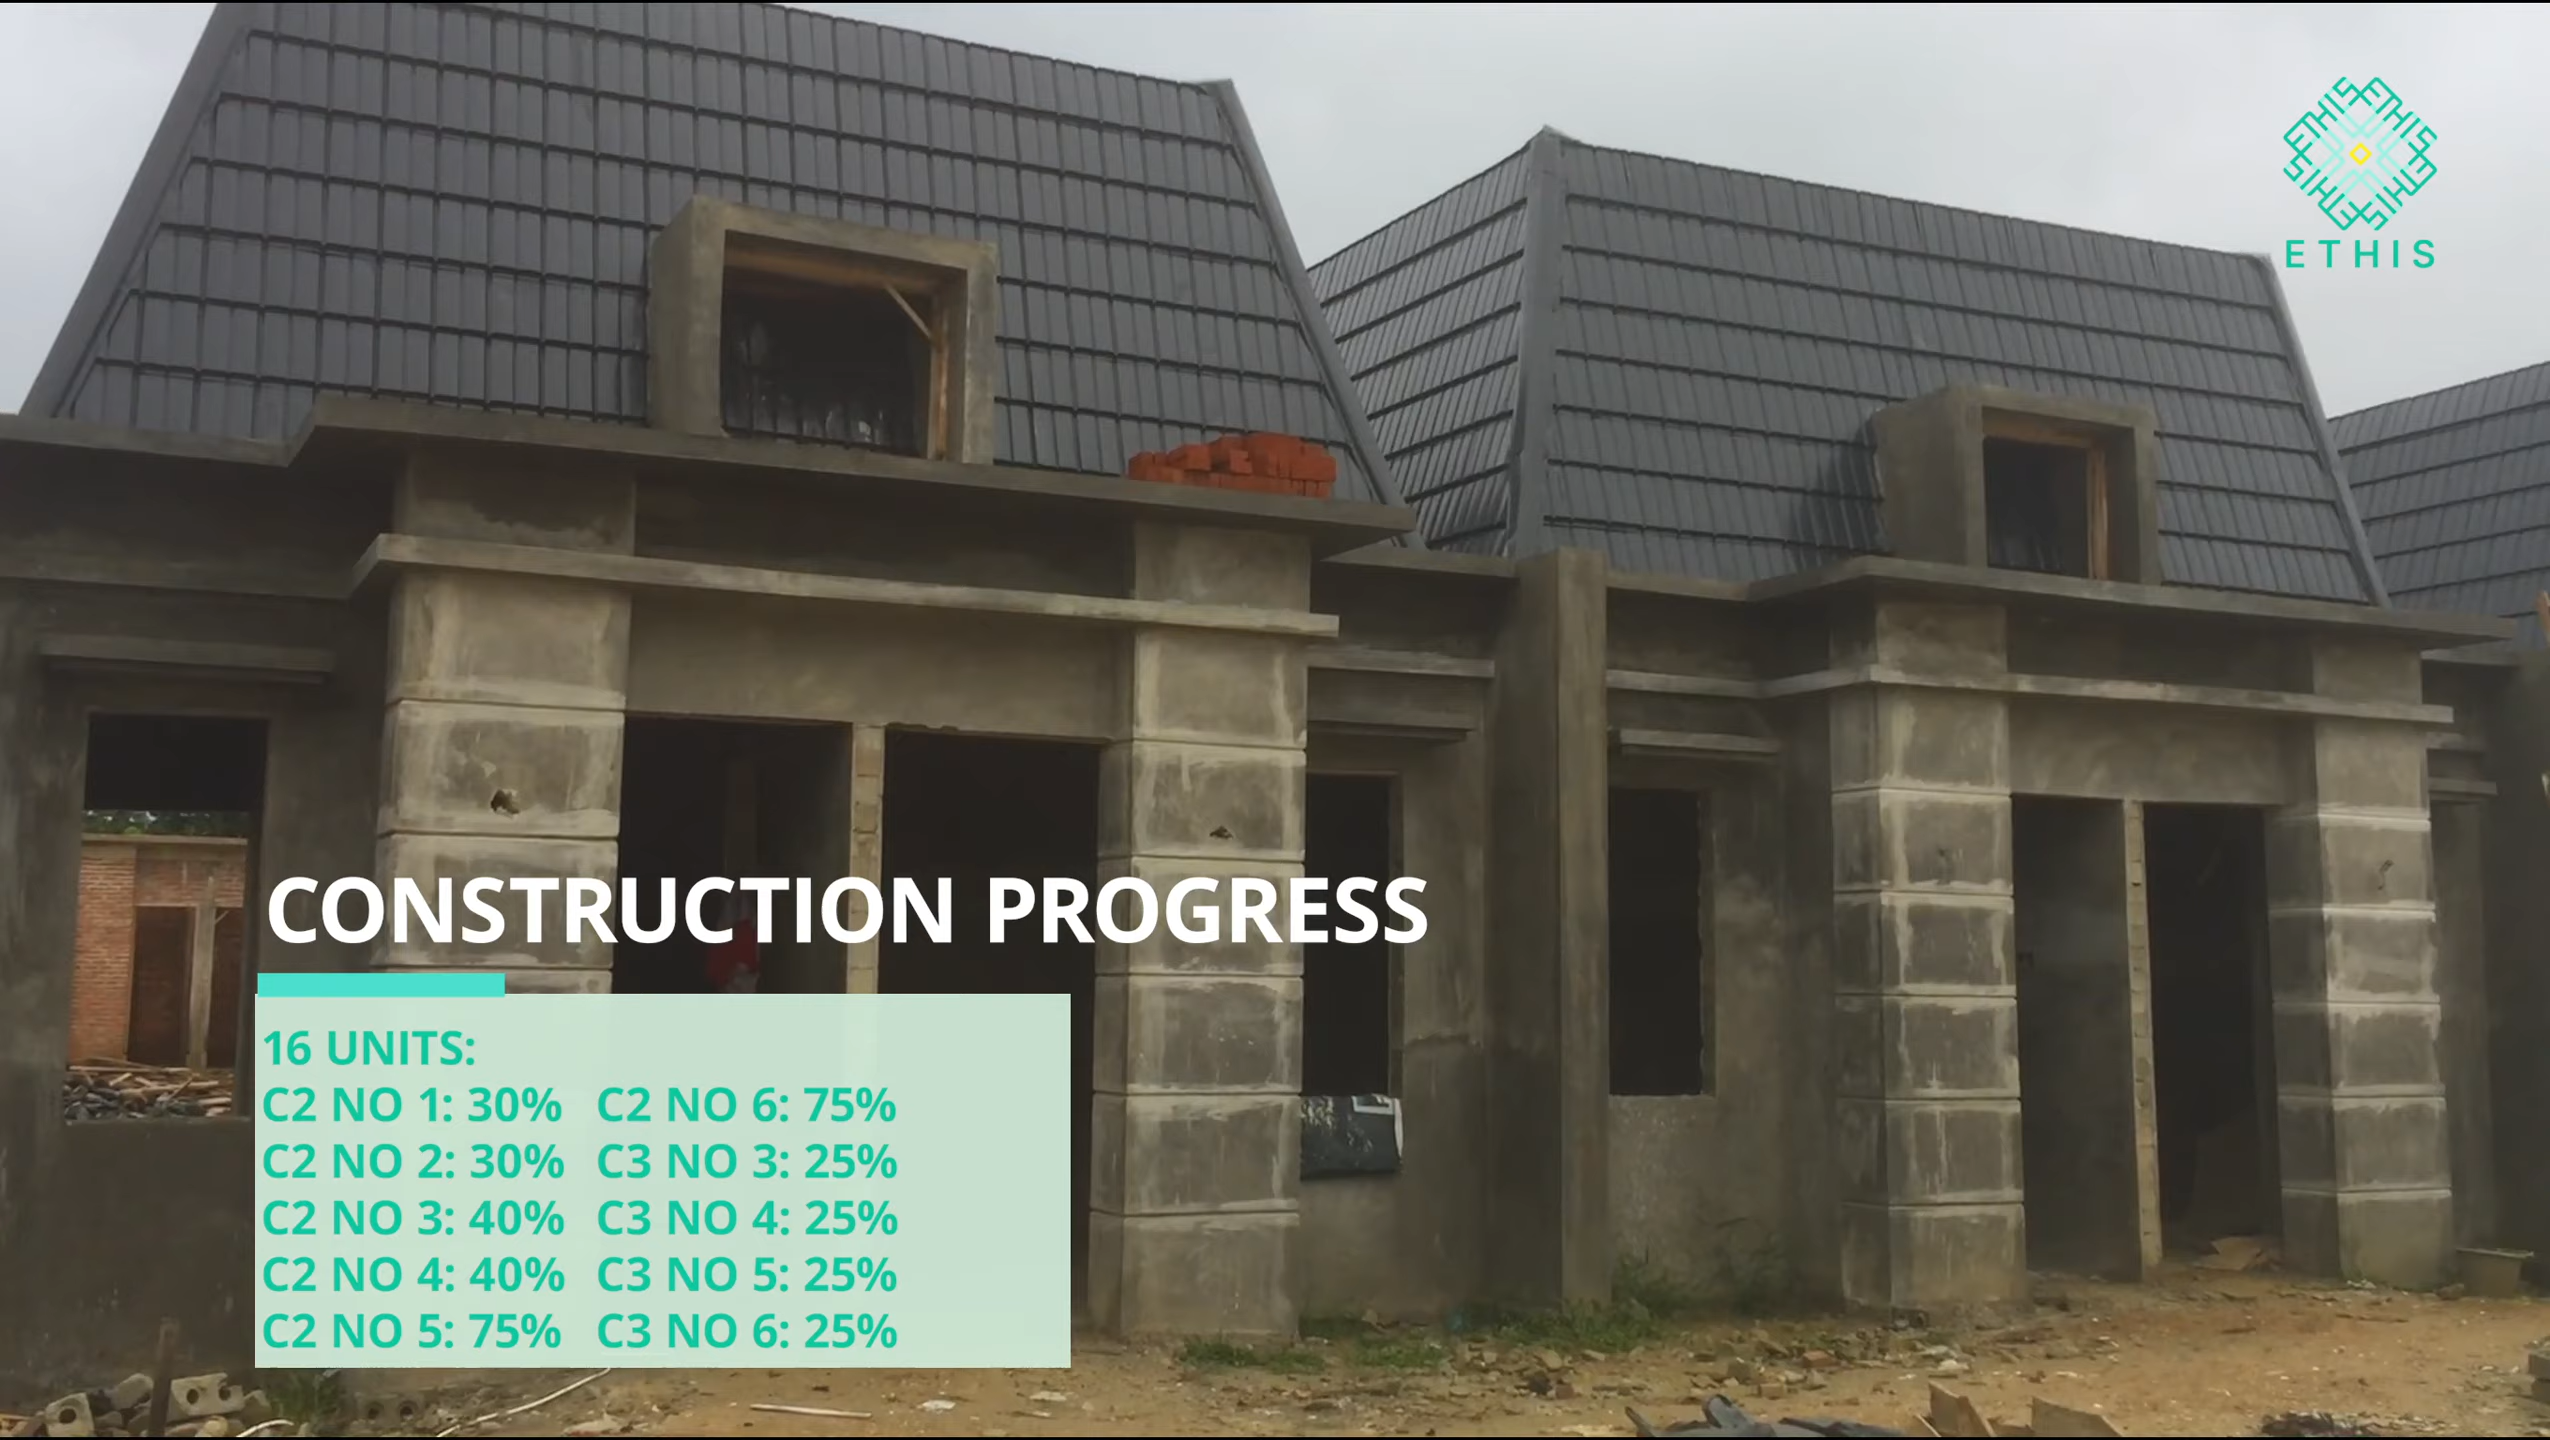 ETHIS
CONSTRUCTION PROGRESS
16 UNITS:
C2 NO 1: 30% C2 NO 6: 75%
C2 NO 2: 30% C3 NO 3: 25%
C2 NO 3: 40% C3 NO 4: 25%
C2 NO 4: 40% C3 NO 5: 25%
C2 NO 5: 75% C3 NO 6: 25%